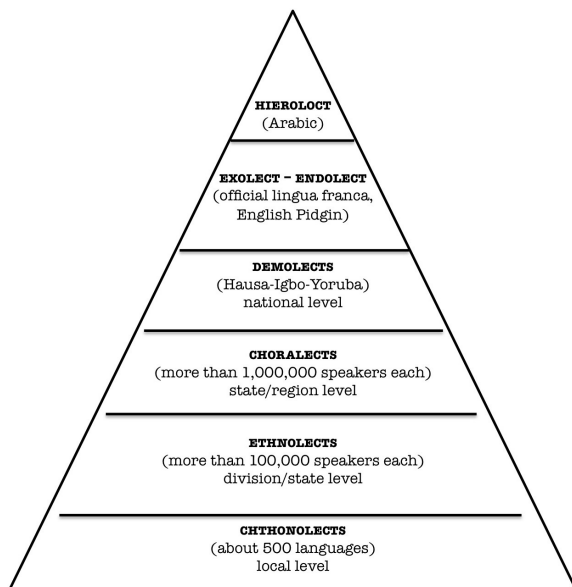 HIEROLOCT
(Arabic)
EXOLECT – ENDOLECT
(official lingua franca,
English Pidgin)
DEMOLECTS
(Hausa-Igbo-Yoruba)
national level
CHORALECTS
(more than 1,000,000 speakers each)
state/region level
ETHNOLECTS
(more than 100,000 speakers each)
division/state level
CHTHONOLECTS
(about 500 languages)
local level